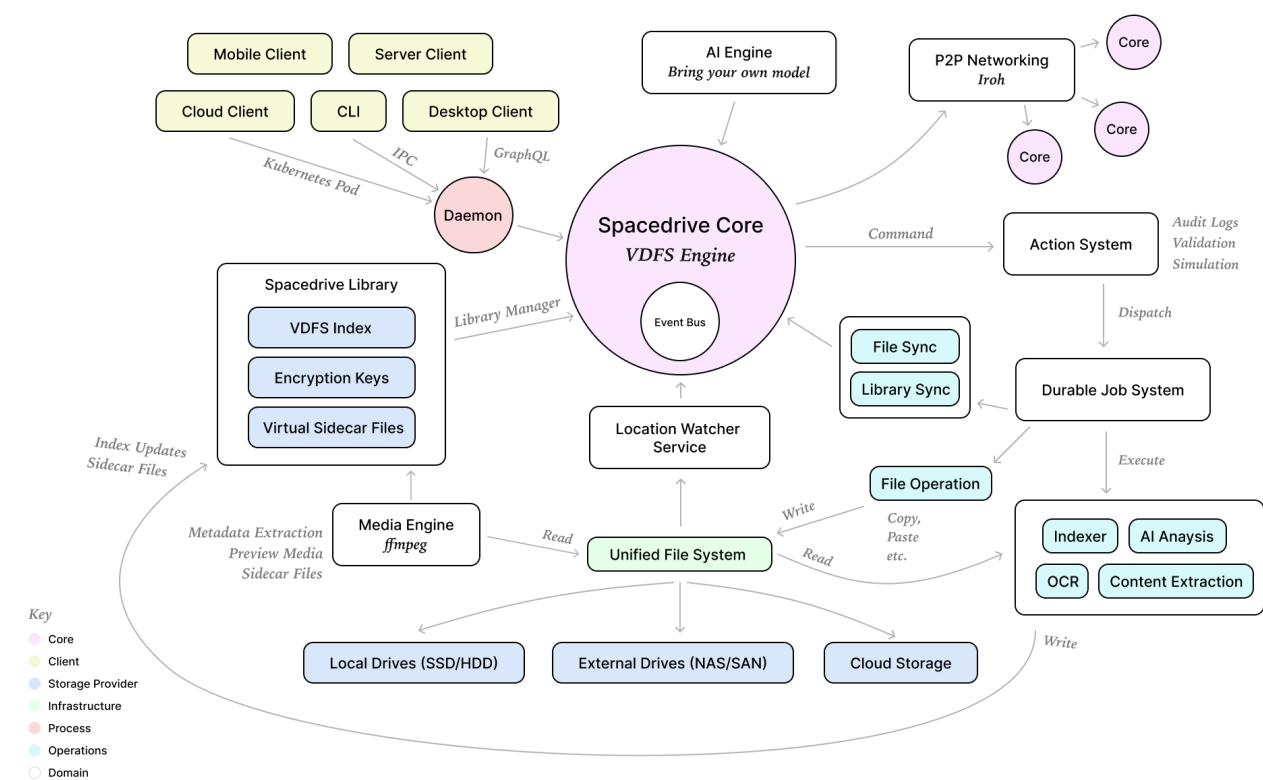 Mobile Client
Server Client
Cloud Client
CLI
Desktop Client
Kubernetes Pod
IPC
GraphQL
Daemon
AI Engine
Bring your own model
P2P Networking
Iroh
Core
Core
Core
Spacedrive Core
VDFS Engine
Event Bus
Command
Action System
Audit Logs
Validation
Simulation
Dispatch
Spacedrive Library
VDFS Index
Encryption Keys
Virtual Sidecar Files
Library Manager
File Sync
Library Sync
Durable Job System
Location Watcher
Service
Index Updates
Sidecar Files
File Operation
Execute
Write
Copy,
Paste
etc.
Media Engine
ffmpeg
Metadata Extraction
Preview Media
Sidecar Files
Read
Unified File System
Read
Indexer
AI Anaysis
OCR
Content Extraction
Write
Local Drives (SSD/HDD)
External Drives (NAS/SAN)
Cloud Storage
Key
Core
Client
Storage Provider
Infrastructure
Process
Operations
Domain